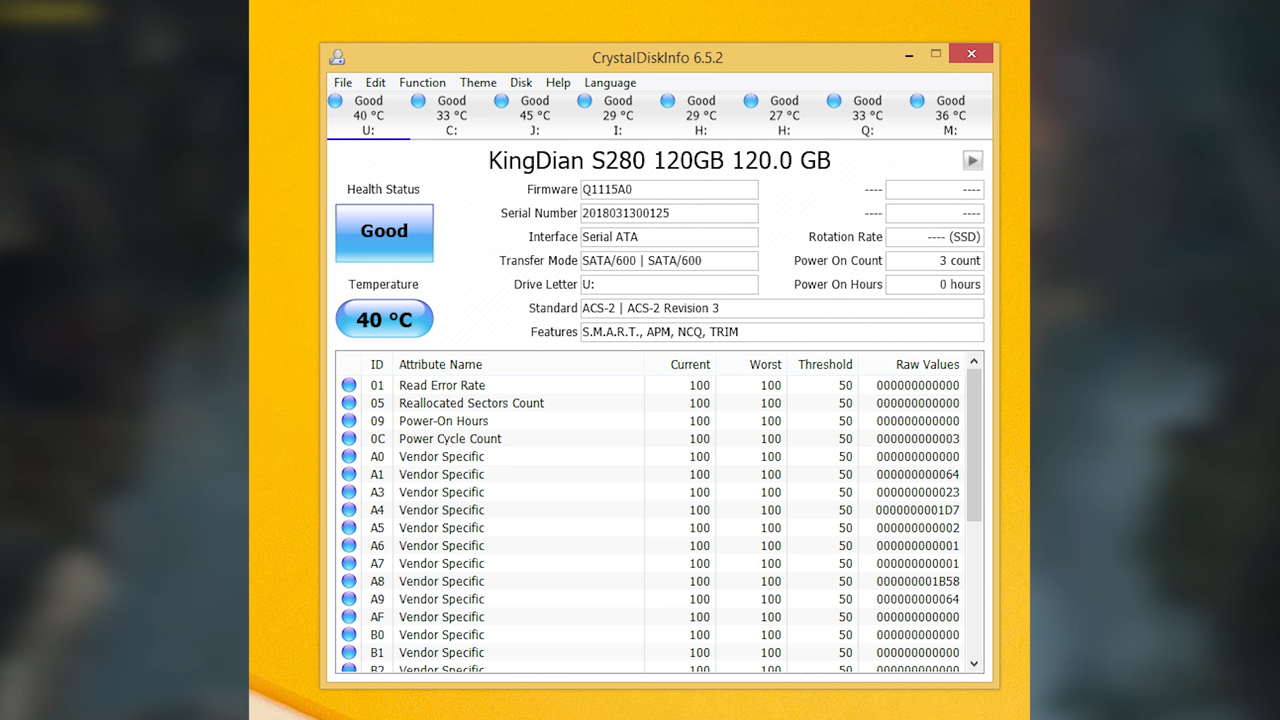 CrystalDiskInfo 6.5.2
File Edit Function Theme Disk Help Language
Good Good Good Good Good Good Good Good
40 °C 33 °C 45 °C 29 °C 29 °C 27 °C 33 °C 36 °C
U: C: J: I: H: H: Q: M:
KingDian S280 120GB 120.0 GB
Health Status
Good
Temperature
40 °C
Firmware Q1115A0 ---- ----
Serial Number 2018031300125 ---- ----
Interface Serial ATA Rotation Rate ---- (SSD)
Transfer Mode SATA/600 | SATA/600 Power On Count 3 count
Drive Letter U: Power On Hours 0 hours
Standard ACS-2 | ACS-2 Revision 3
Features S.M.A.R.T., APM, NCQ, TRIM
ID Attribute Name Current Worst Threshold Raw Values
01 Read Error Rate 100 100 50 000000000000
05 Reallocated Sectors Count 100 100 50 000000000000
09 Power-On Hours 100 100 50 000000000000
0C Power Cycle Count 100 100 50 000000000003
A0 Vendor Specific 100 100 50 000000000000
A1 Vendor Specific 100 100 50 000000000064
A3 Vendor Specific 100 100 50 000000000023
A4 Vendor Specific 100 100 50 0000000001D7
A5 Vendor Specific 100 100 50 000000000002
A6 Vendor Specific 100 100 50 000000000001
A7 Vendor Specific 100 100 50 000000000001
A8 Vendor Specific 100 100 50 000000001B58
A9 Vendor Specific 100 100 50 000000000064
AF Vendor Specific 100 100 50 000000000000
B0 Vendor Specific 100 100 50 000000000000
B1 Vendor Specific 100 100 50 000000000000
B2 Vendor Specific 100 100 50 000000000000